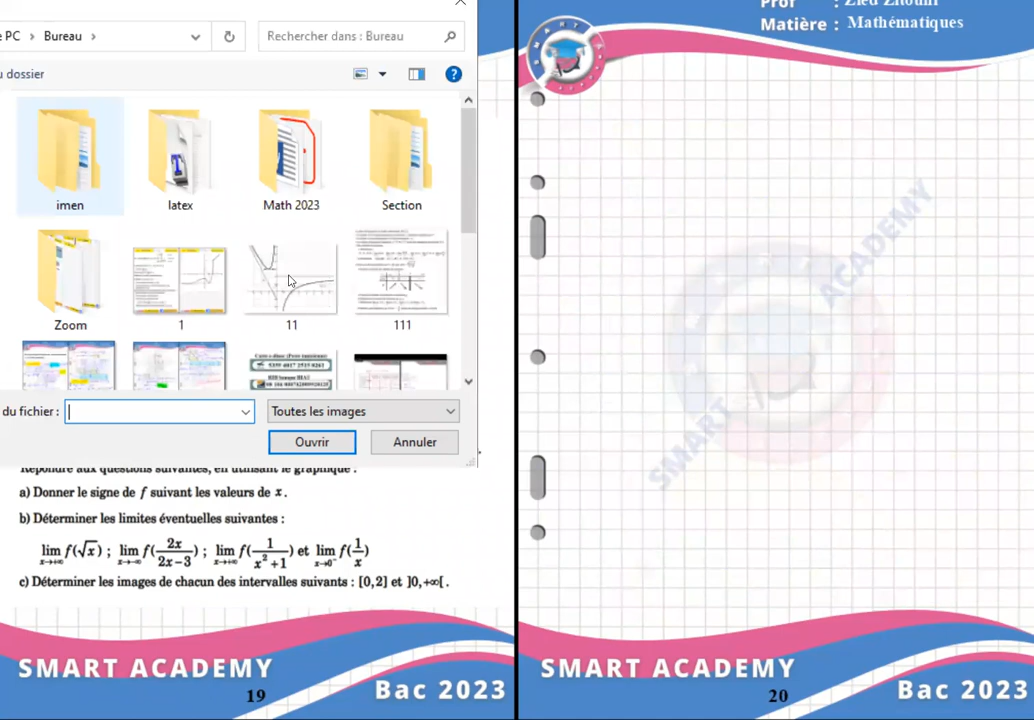 e PC > Bureau >
Rechercher dans : Bureau
u dossier
?
imen
latex
Math 2023
Section
Zoom
1
11
111
du fichier :
Toutes les images
Ouvrir
Annuler
Répondre aux questions suivantes, en utilisant le graphique :
a) Donner le signe de f suivant les valeurs de x .
b) Déterminer les limites éventuelles suivantes :
lim x→+∞ f(√x) ; lim x→-∞ f(2x/(2x-3)) ; lim x→+∞ f(1/(x²+1)) et lim x→0⁻ f(1/x)
c) Déterminer les images de chacun des intervalles suivants : [0,2] et ]0,+∞[ .
SMART ACADEMY
19
Bac 2023
Prof : Zied Zitouni
Matière : Mathématiques
SMART ACADEMY
SMART ACADEMY
20
Bac 2023